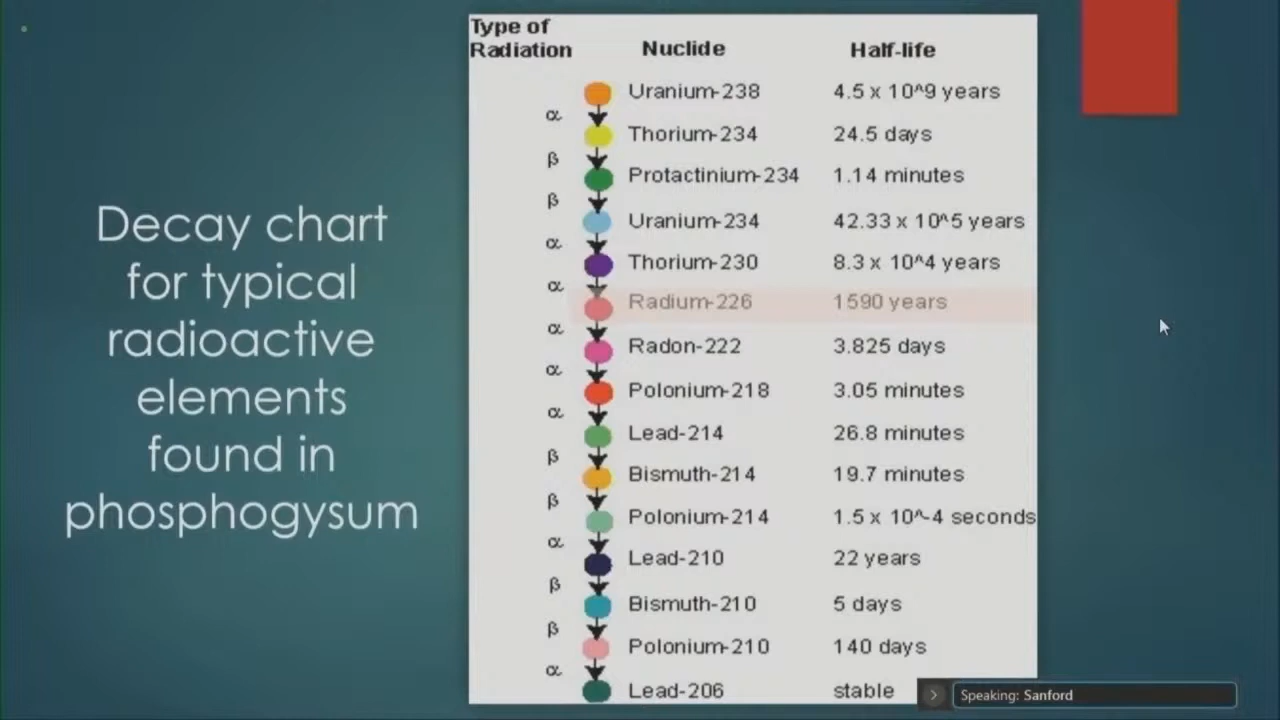 Decay chart
for typical
radioactive
elements
found in
phosphogysum
Type of
Radiation Nuclide Half-life
Uranium-238 4.5 x 10^9 years
α
Thorium-234 24.5 days
β
Protactinium-234 1.14 minutes
β
Uranium-234 42.33 x 10^5 years
α
Thorium-230 8.3 x 10^4 years
α
Radium-226 1590 years
α
Radon-222 3.825 days
α
Polonium-218 3.05 minutes
α
Lead-214 26.8 minutes
β
Bismuth-214 19.7 minutes
β
Polonium-214 1.5 x 10^-4 seconds
α
Lead-210 22 years
β
Bismuth-210 5 days
β
Polonium-210 140 days
α
Lead-206 stable
Speaking: Sanford